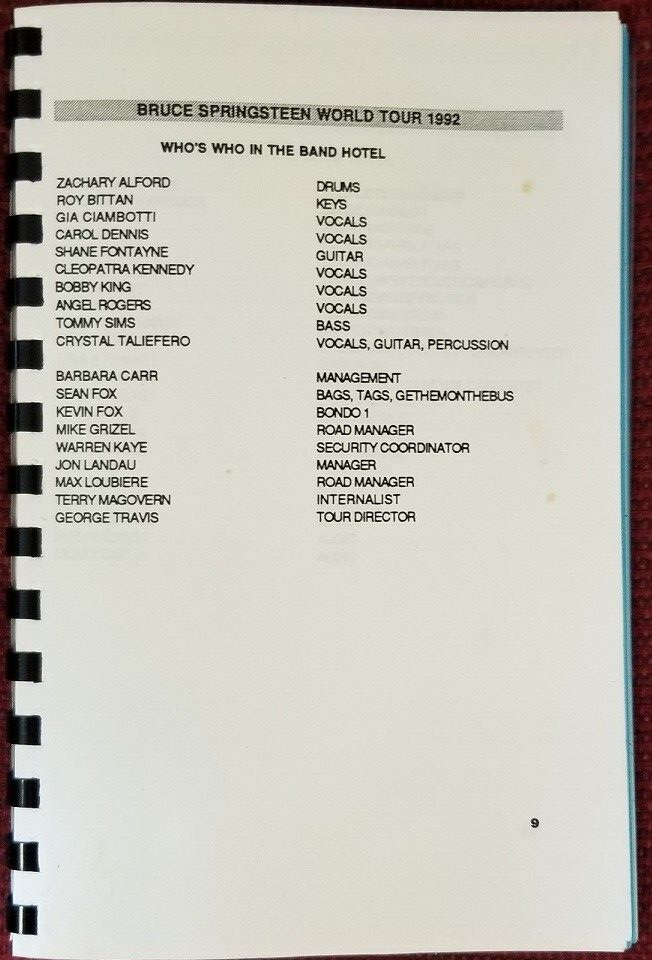 BRUCE SPRINGSTEEN WORLD TOUR 1992
WHO'S WHO IN THE BAND HOTEL
ZACHARY ALFORD DRUMS
ROY BITTAN KEYS
GIA CIAMBOTTI VOCALS
CAROL DENNIS VOCALS
SHANE FONTAYNE GUITAR
CLEOPATRA KENNEDY VOCALS
BOBBY KING VOCALS
ANGEL ROGERS VOCALS
TOMMY SIMS BASS
CRYSTAL TALIEFERO VOCALS, GUITAR, PERCUSSION
BARBARA CARR MANAGEMENT
SEAN FOX BAGS, TAGS, GETHEMONTHEBUS
KEVIN FOX BONDO 1
MIKE GRIZEL ROAD MANAGER
WARREN KAYE SECURITY COORDINATOR
JON LANDAU MANAGER
MAX LOUBIERE ROAD MANAGER
TERRY MAGOVERN INTERNALIST
GEORGE TRAVIS TOUR DIRECTOR
9